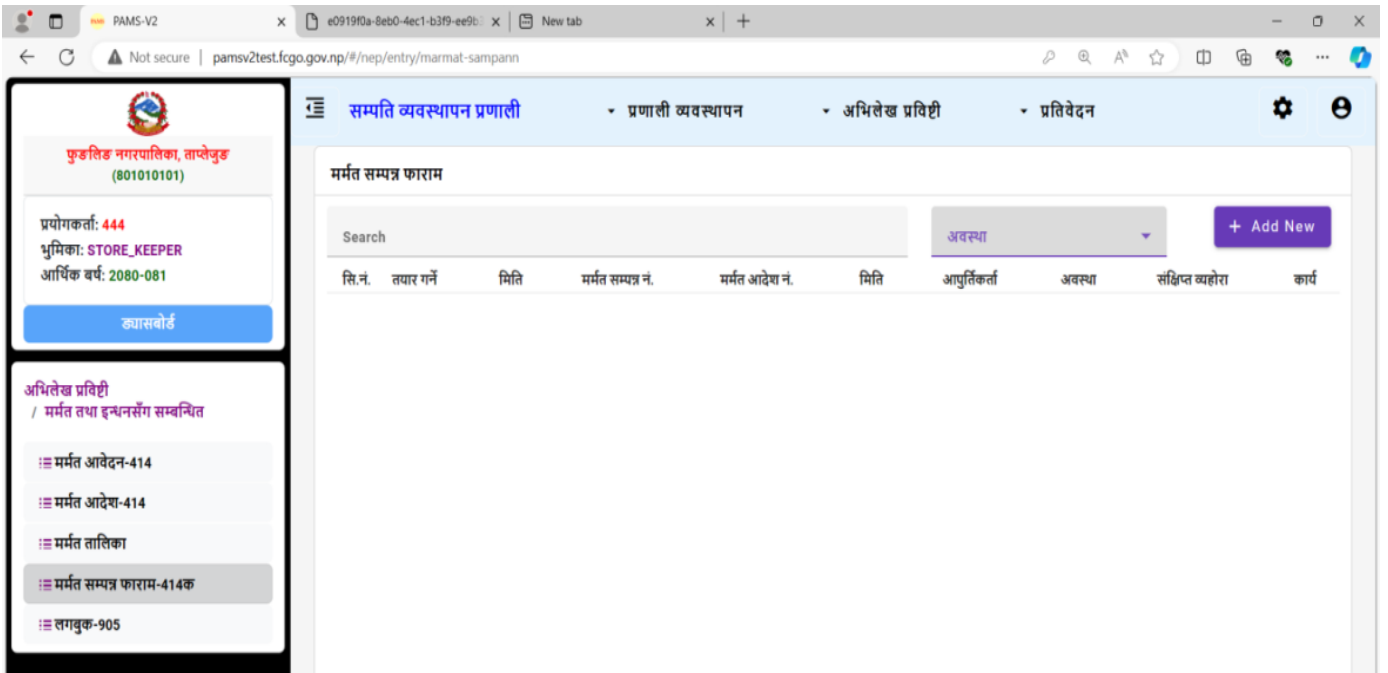 PAMS-V2
e0919f0a-8eb0-4ec1-b3f9-ee9b
New tab
Not secure | pamsv2test.fcgo.gov.np/#/nep/entry/marmat-sampann
फुङलिङ नगरपालिका, ताप्लेजुङ
(801010101)
प्रयोगकर्ता: 444
भुमिका: STORE_KEEPER
आर्थिक बर्ष: 2080-081
ड्यासबोर्ड
अभिलेख प्रविष्टी
/ मर्मत तथा इन्धनसँग सम्बन्धित
मर्मत आवेदन-414
मर्मत आदेश-414
मर्मत तालिका
मर्मत सम्पन्न फाराम-414क
लगबुक-905
सम्पति व्यवस्थापन प्रणाली प्रणाली व्यवस्थापन अभिलेख प्रविष्टी प्रतिवेदन
मर्मत सम्पन्न फाराम
Search अवस्था + Add New
सि.नं. तयार गर्ने मिति मर्मत सम्पन्न नं. मर्मत आदेश नं. मिति आपुर्तिकर्ता अवस्था संक्षिप्त व्यहोरा कार्य